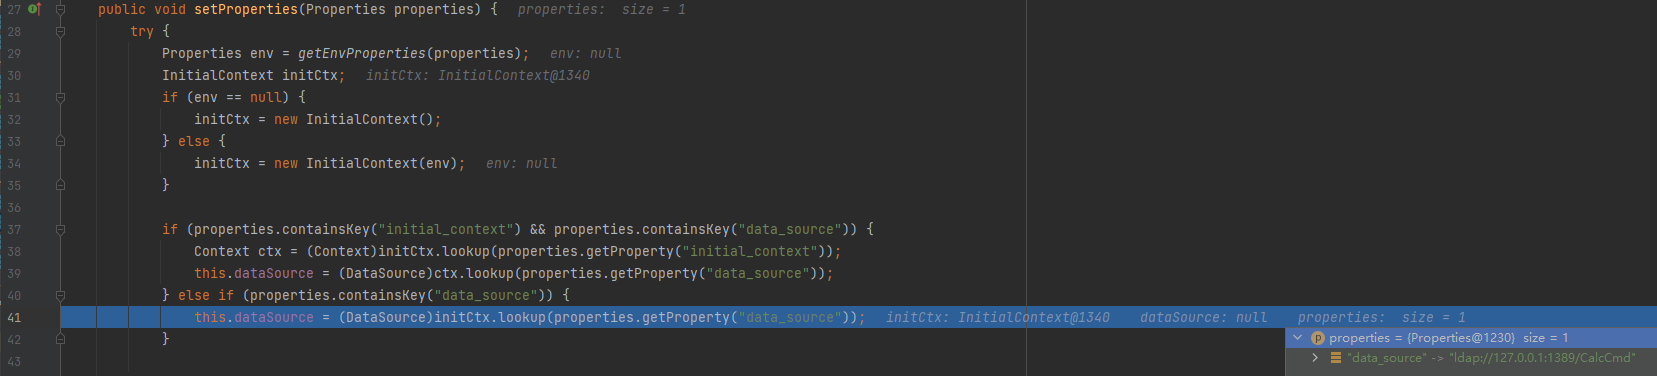 27 public void setProperties(Properties properties) { properties: size = 1
28 try {
29 Properties env = getEnvProperties(properties); env: null
30 InitialContext initCtx; initCtx: InitialContext@1340
31 if (env == null) {
32 initCtx = new InitialContext();
33 } else {
34 initCtx = new InitialContext(env); env: null
35 }
36
37 if (properties.containsKey("initial_context") && properties.containsKey("data_source")) {
38 Context ctx = (Context)initCtx.lookup(properties.getProperty("initial_context"));
39 this.dataSource = (DataSource)ctx.lookup(properties.getProperty("data_source"));
40 } else if (properties.containsKey("data_source")) {
41 this.dataSource = (DataSource)initCtx.lookup(properties.getProperty("data_source")); initCtx: InitialContext@1340 dataSource: null properties: size = 1
42 }
p properties = {Properties@1230} size = 1
43
"data_source" -> "ldap://127.0.0.1:1389/CalcCmd"